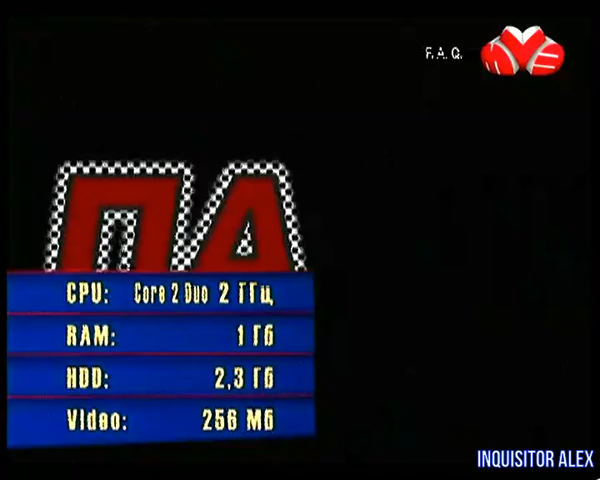 F.A.Q.
ПА
CPU: Core 2 Duo 2 ГГц
RAM: 1 Гб
HDD: 2,3 Гб
Video: 256 Мб
INQUISITOR ALEX